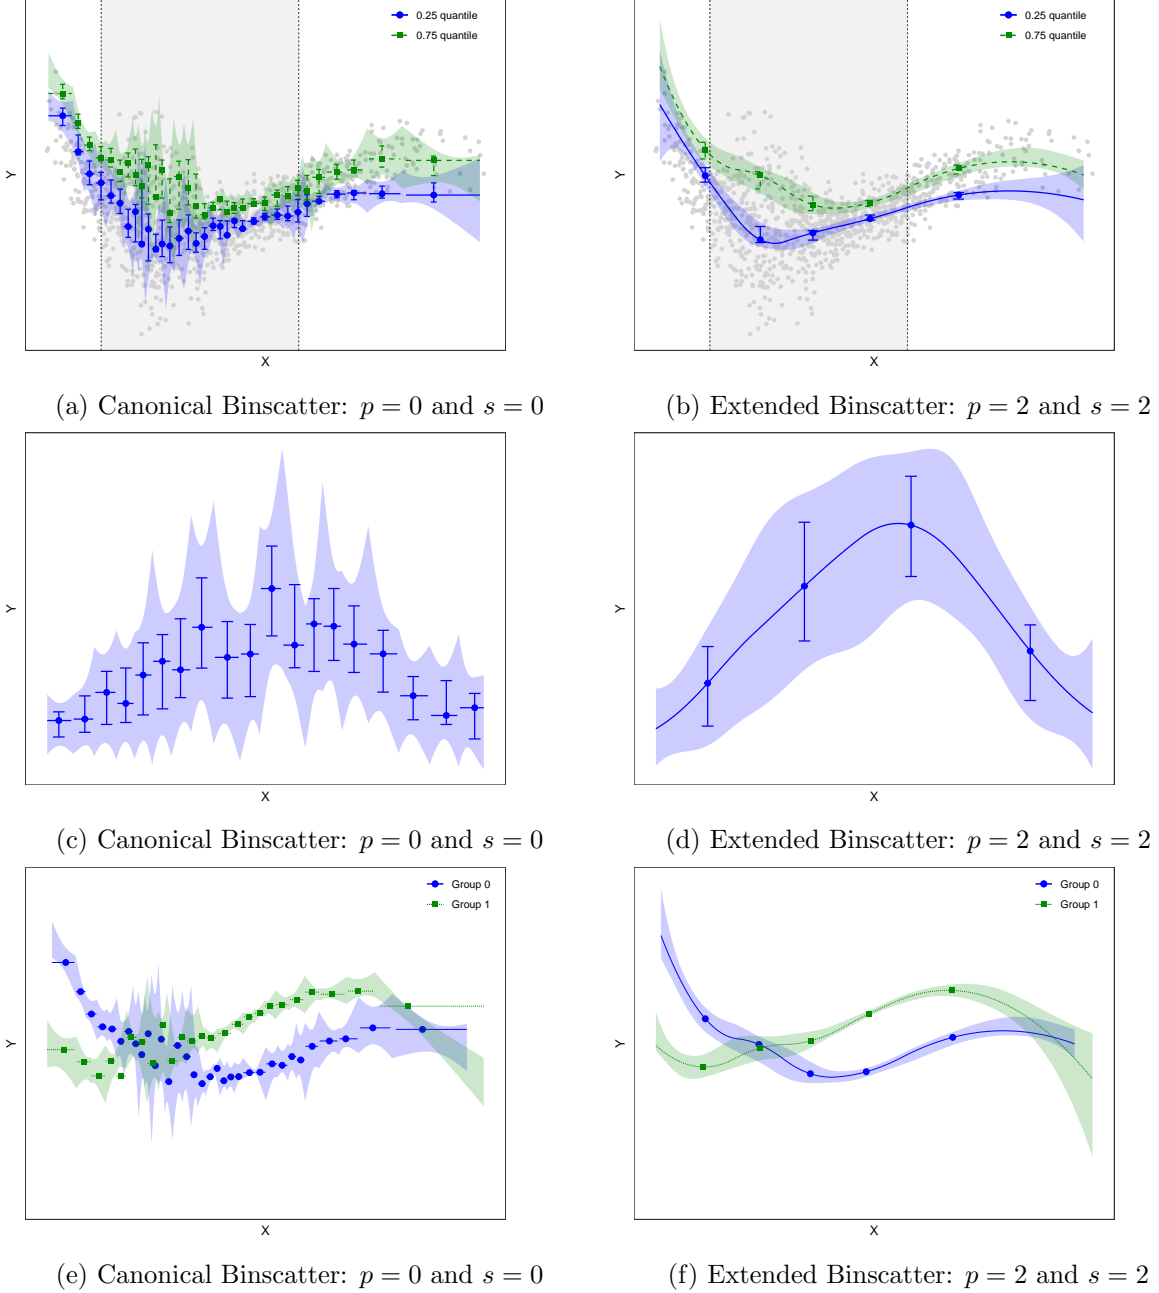 0.25 quantile
0.75 quantile
Y
X
0.25 quantile
0.75 quantile
Y
X
(a) Canonical Binscatter: p = 0 and s = 0
(b) Extended Binscatter: p = 2 and s = 2
Y
X
Y
X
(c) Canonical Binscatter: p = 0 and s = 0
(d) Extended Binscatter: p = 2 and s = 2
Group 0
Group 1
Y
X
Group 0
Group 1
Y
X
(e) Canonical Binscatter: p = 0 and s = 0
(f) Extended Binscatter: p = 2 and s = 2